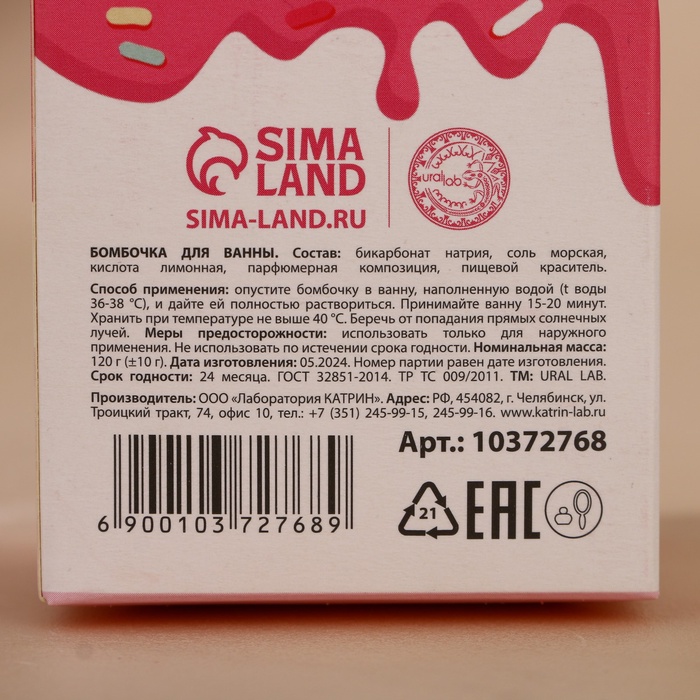 SIMA
LAND
SIMA-LAND.RU
ural lab
БОМБОЧКА ДЛЯ ВАННЫ. Состав: бикарбонат натрия, соль морская,
кислота лимонная, парфюмерная композиция, пищевой краситель.
Способ применения: опустите бомбочку в ванну, наполненную водой (t воды
36-38 °С), и дайте ей полностью раствориться. Принимайте ванну 15-20 минут.
Хранить при температуре не выше 40 °С. Беречь от попадания прямых солнечных
лучей. Меры предосторожности: использовать только для наружного
применения. Не использовать по истечении срока годности. Номинальная масса:
120 г (±10 г). Дата изготовления: 05.2024. Номер партии равен дате изготовления.
Срок годности: 24 месяца. ГОСТ 32851-2014. ТР ТС 009/2011. ТМ: URAL LAB.
Производитель: ООО «Лаборатория КАТРИН». Адрес: РФ, 454082, г. Челябинск, ул.
Троицкий тракт, 74, офис 10, тел.: +7 (351) 245-99-15, 245-99-16. www.katrin-lab.ru
Арт.: 10372768
6 900103 727689
21
EAC